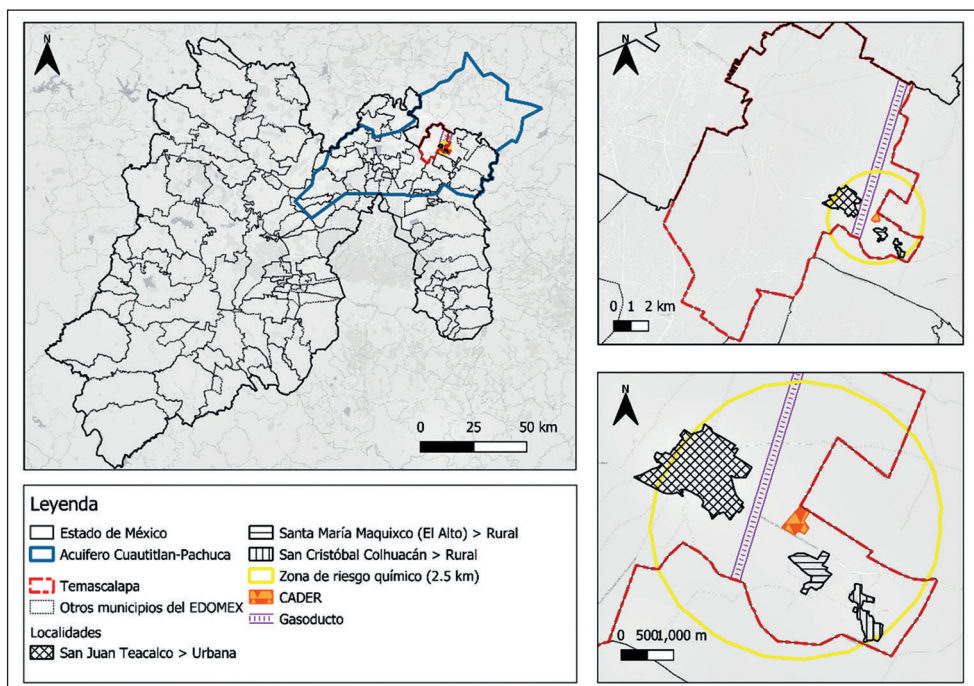 N
0 25 50 km
N
0 1 2 km
N
0 5001,000 m
Leyenda
Estado de México
Acuifero Cuautitlan-Pachuca
Temascalapa
Otros municipios del EDOMEX
Localidades
San Juan Teacalco > Urbana
Santa María Maquixco (El Alto) > Rural
San Cristóbal Colhuacán > Rural
Zona de riesgo químico (2.5 km)
CADER
Gasoducto